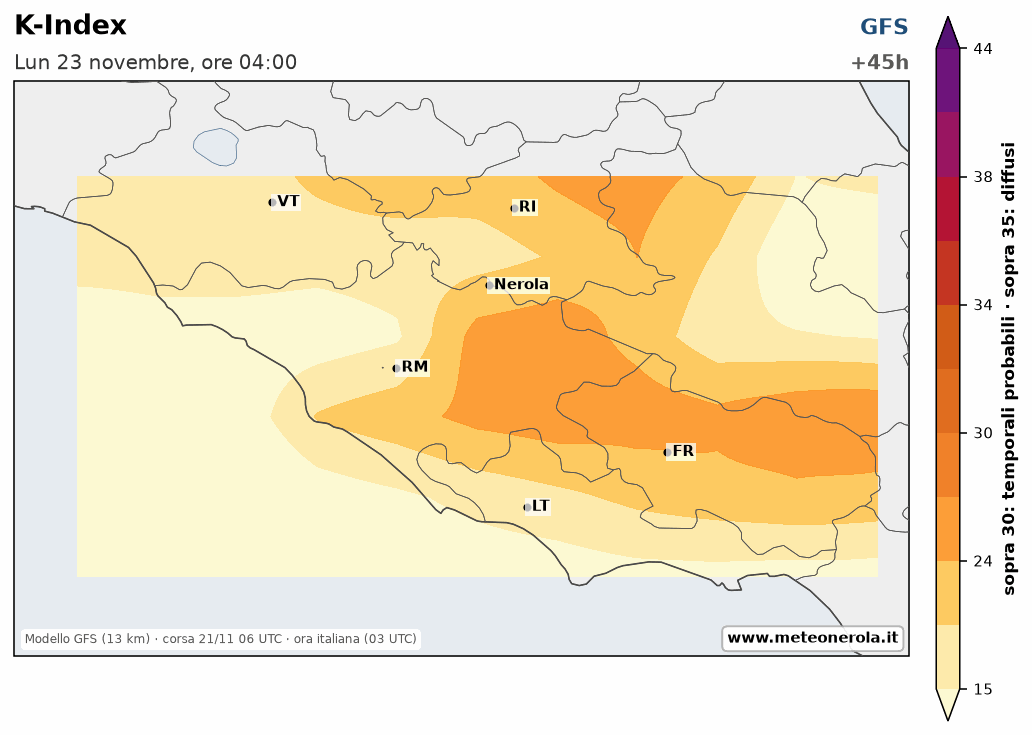 K-Index
GFS
Lun 23 novembre, ore 04:00
+45h
VT
RI
Nerola
RM
FR
LT
Modello GFS (13 km) · corsa 21/11 06 UTC · ora italiana (03 UTC)
www.meteonerola.it
44
38
34
30
24
15
sopra 30: temporali probabili · sopra 35: diffusi